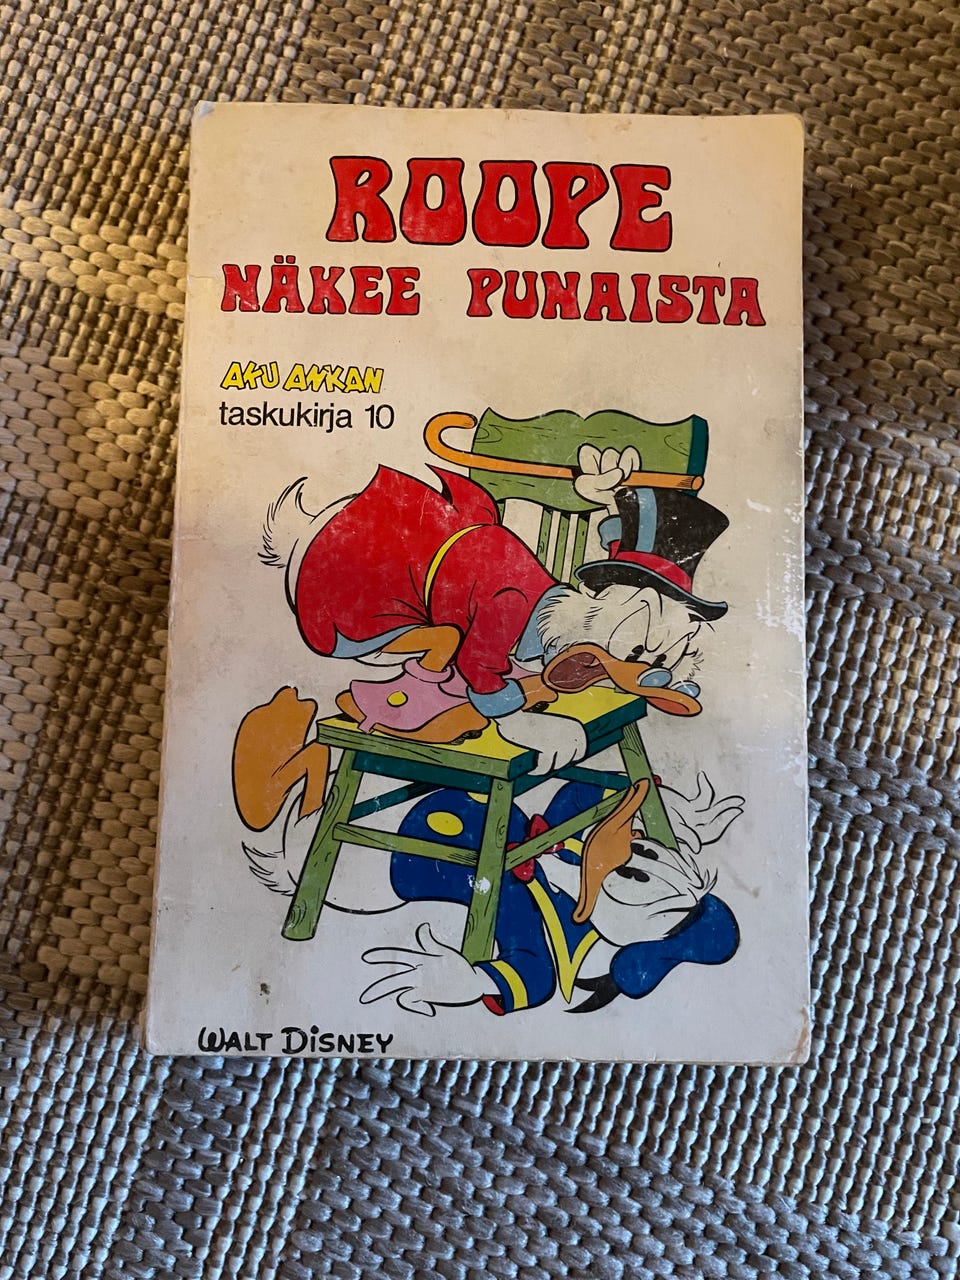 ROOPE
NÄKEE PUNAISTA
AKU ANKAN
taskukirja 10
WALT DISNEY